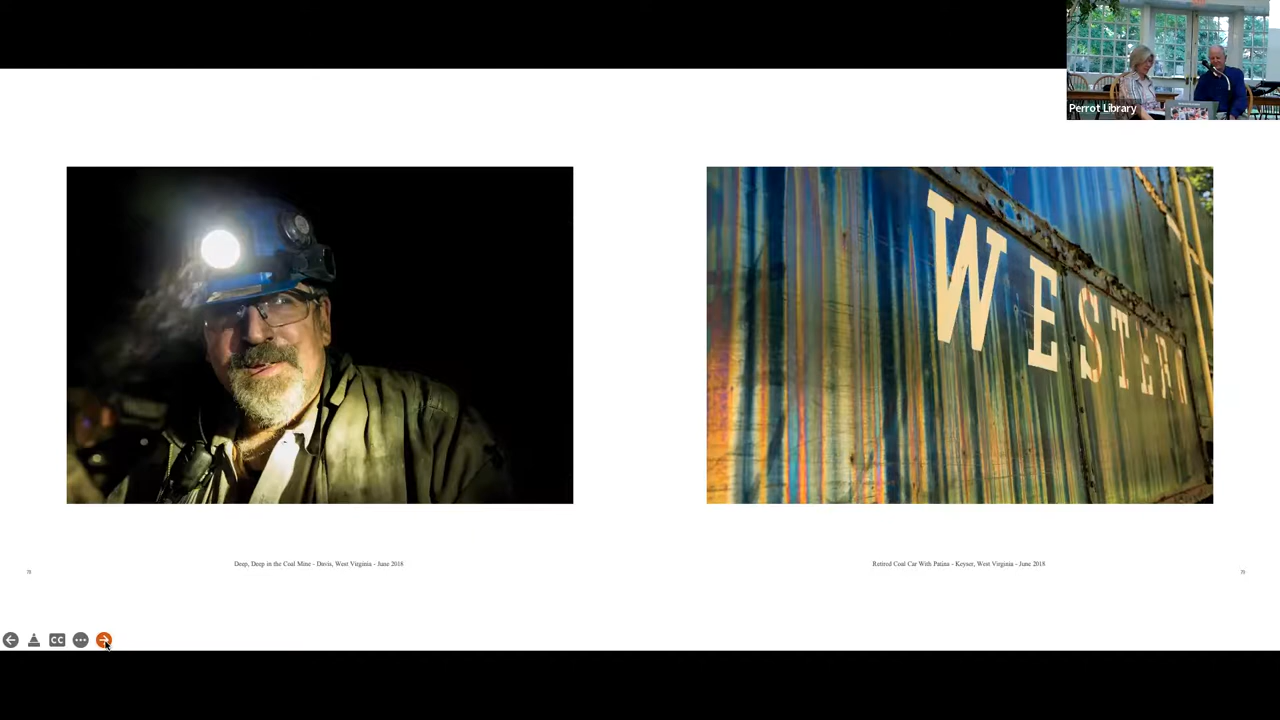 Perrot Library
WESTERN
Deep, Deep in the Coal Mine - Davis, West Virginia - June 2018
Retired Coal Car With Patina - Keyser, West Virginia - June 2018
CC